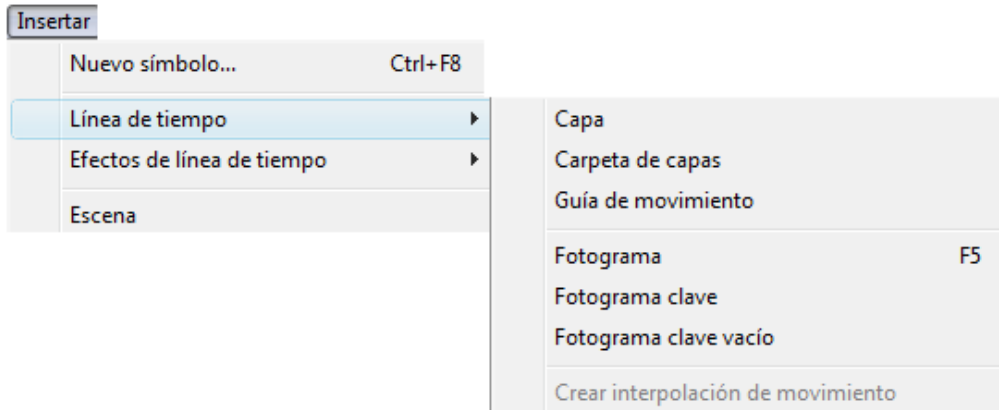 Insertar
Nuevo símbolo... Ctrl+F8
Línea de tiempo
Efectos de línea de tiempo
Escena
Capa
Carpeta de capas
Guía de movimiento
Fotograma F5
Fotograma clave
Fotograma clave vacío
Crear interpolación de movimiento